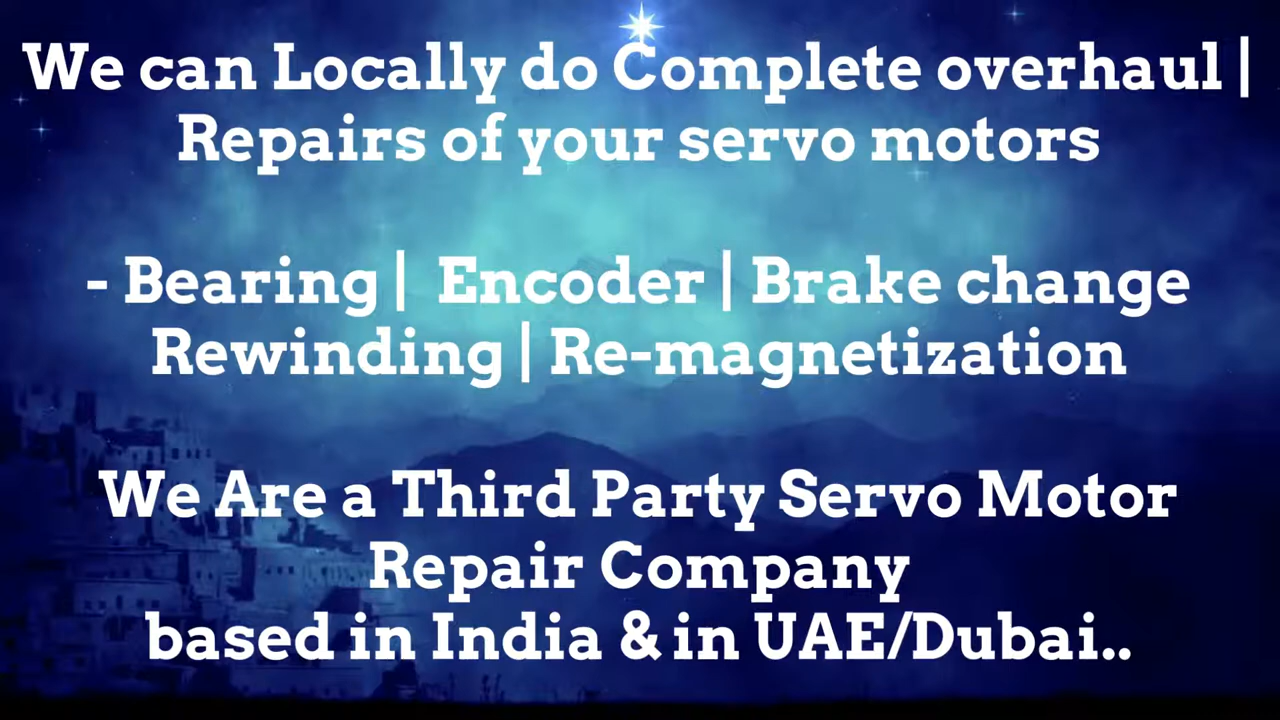 We can Locally do Complete overhaul |
Repairs of your servo motors
- Bearing | Encoder | Brake change
Rewinding | Re-magnetization
We Are a Third Party Servo Motor
Repair Company
based in India & in UAE/Dubai..